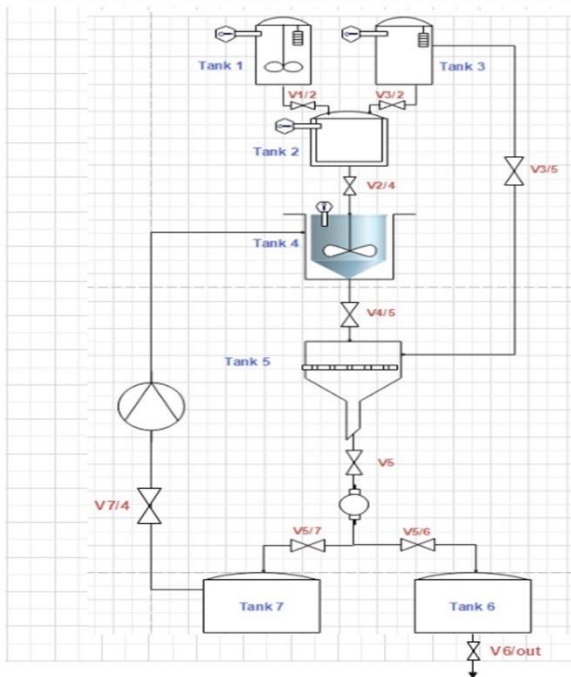 Tank 1
Tank 3
V1/2
V3/2
Tank 2
V3/5
V2/4
Tank 4
V4/5
Tank 5
V5
V7/4
V5/7
V5/6
Tank 7
Tank 6
V6/out